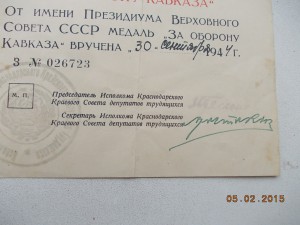 КАВКАЗА"
ОТ ИМЕНИ ПРЕЗИДИУМА ВЕРХОВНОГО
СОВЕТА СССР МЕДАЛЬ „ЗА ОБОРОНУ
КАВКАЗА" ВРУЧЕНА „30" сентября 1944г.
З № 026723
М. П.
Председатель Исполкома Краснодарского
Краевого Совета депутатов трудящихся
Секретарь Исполкома Краснодарского
Краевого Совета депутатов трудящихся
05.02.2015